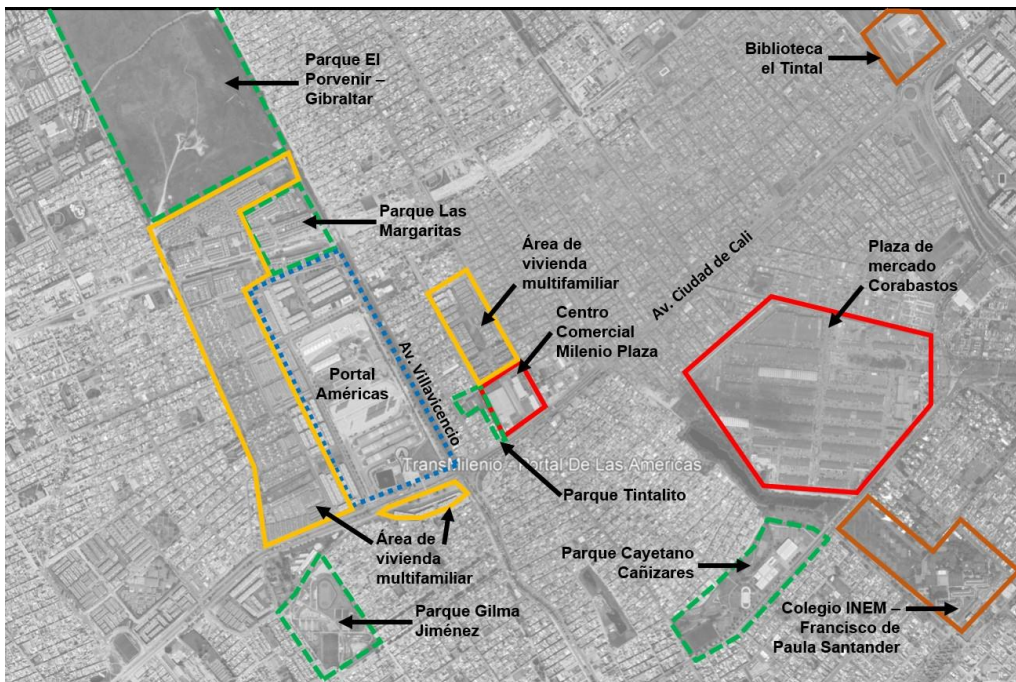 Parque El
Porvenir –
Gibraltar
Biblioteca
el Tintal
Parque Las
Margaritas
Área de
vivienda
multifamiliar
Av. Ciudad de Cali
Plaza de
mercado
Corabastos
Centro
Comercial
Milenio Plaza
Av. Villavicencio
Portal
Américas
TransMilenio - Portal De Las Américas
Parque Tintalito
Área de
vivienda
multifamiliar
Parque Cayetano
Cañizares
Parque Gilma
Jiménez
Colegio INEM –
Francisco de
Paula Santander